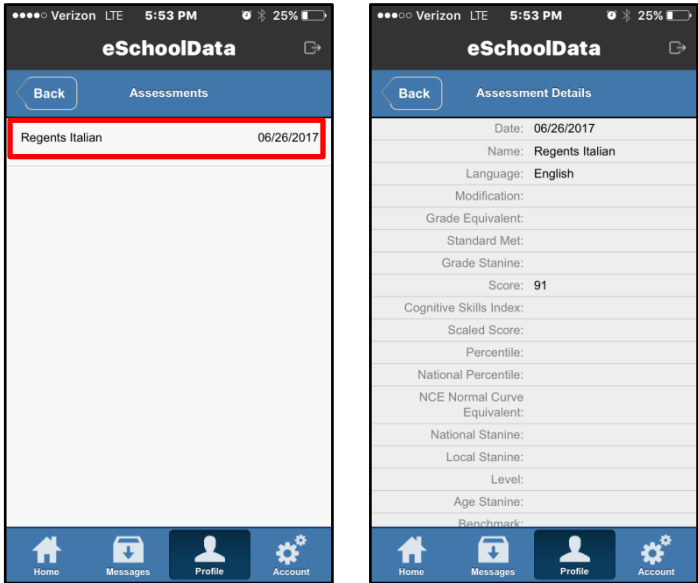 Verizon LTE 5:53 PM 25%
eSchoolData
Back Assessments
Regents Italian 06/26/2017
Home Messages Profile Account
Verizon LTE 5:53 PM 25%
eSchoolData
Back Assessment Details
Date: 06/26/2017
Name: Regents Italian
Language: English
Modification:
Grade Equivalent:
Standard Met:
Grade Stanine:
Score: 91
Cognitive Skills Index:
Scaled Score:
Percentile:
National Percentile:
NCE Normal Curve
Equivalent:
National Stanine:
Local Stanine:
Level:
Age Stanine:
Benchmark:
Home Messages Profile Account